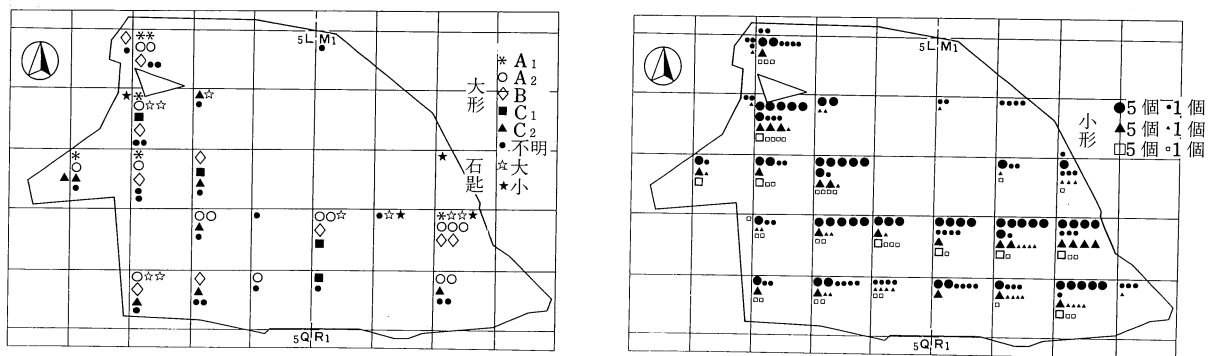 5L M1
大形
* A1
○ A2
◇ B
■ C1
▲ C2
● 不明
石匙
☆ 大
★ 小
5Q R1
5L M1
小形
● 5個 • 1個
▲ 5個 ▴ 1個
□ 5個 ▫ 1個
5Q R1